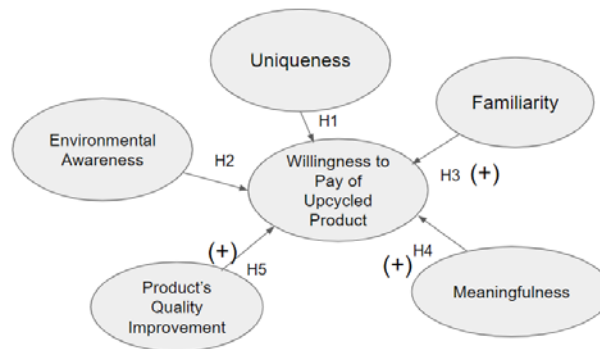 Uniqueness
Familiarity
Environmental
Awareness
H1
H2
Willingness to
Pay of
Upcycled
Product
H3 (+)
(+)
H5
(+) H4
Product's
Quality
Improvement
Meaningfulness